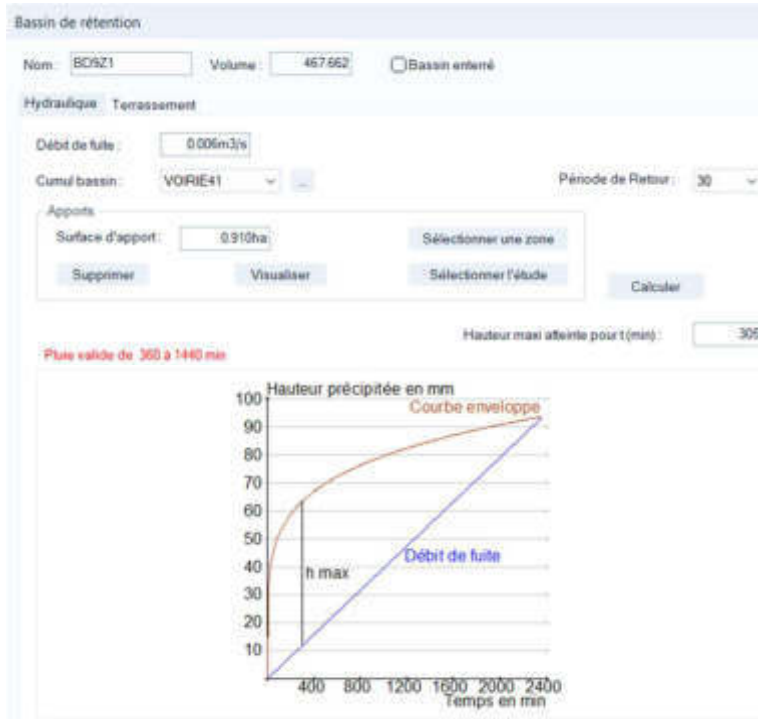 Bassin de rétention
Nom : BD9Z1 Volume : 467.662 Bassin enterré
Hydraulique Terrassement
Débit de fuite : 0.006m3/s
Cumul bassin : VOIRIE41 ... Période de Retour : 30
Apports
Surface d'apport : 0.910ha Sélectionner une zone
Supprimer Visualiser Sélectionner l'étude
Calculer
Hauteur maxi atteinte pour t (min) : 305
Pluie valide de 360 à 1440 min
Hauteur précipitée en mm
Courbe enveloppe
100
90
80
70
60
50
40
30
20
10
Débit de fuite
h max
400 800 1200 1600 2000 2400
Temps en min